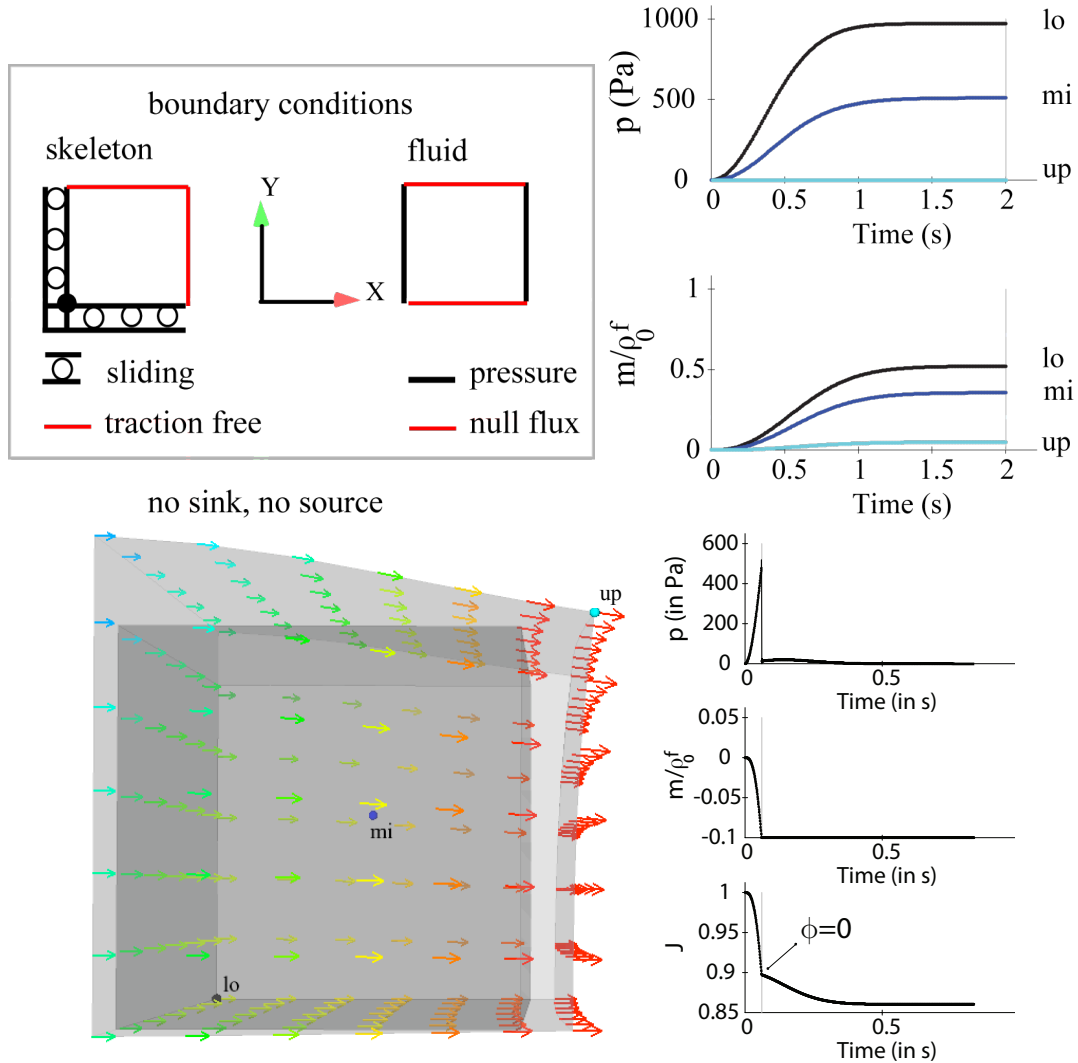 boundary conditions
skeleton
fluid
Y
X
sliding
pressure
traction free
null flux
p (Pa)
1000
500
0
0
0.5
1
1.5
2
Time (s)
lo
mi
up
m/ρ₀ᶠ
1
0.5
0
0
0.5
1
1.5
2
Time (s)
lo
mi
up
no sink, no source
up
mi
lo
p (in Pa)
600
400
200
0
0
0.5
Time (in s)
m/ρ₀ᶠ
0.05
0
-0.05
-0.1
0
0.5
Time (in s)
J
1
0.95
0.9
0.85
ϕ=0
0
0.5
Time (in s)